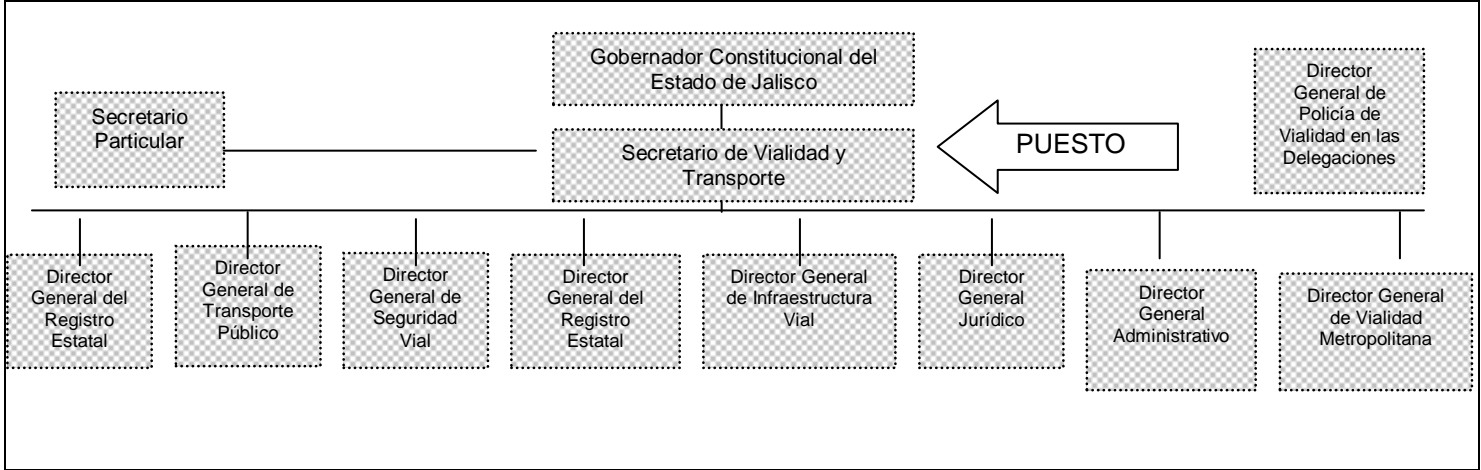 Gobernador Constitucional del
Estado de Jalisco
Secretario
Particular
Secretario de Vialidad y
Transporte
PUESTO
Director
General de
Policía de
Vialidad en las
Delegaciones
Director
General del
Registro
Estatal
Director
General de
Transporte
Público
Director
General de
Seguridad
Vial
Director
General del
Registro
Estatal
Director General
de Infraestructura
Vial
Director
General
Jurídico
Director
General
Administrativo
Director General
de Vialidad
Metropolitana